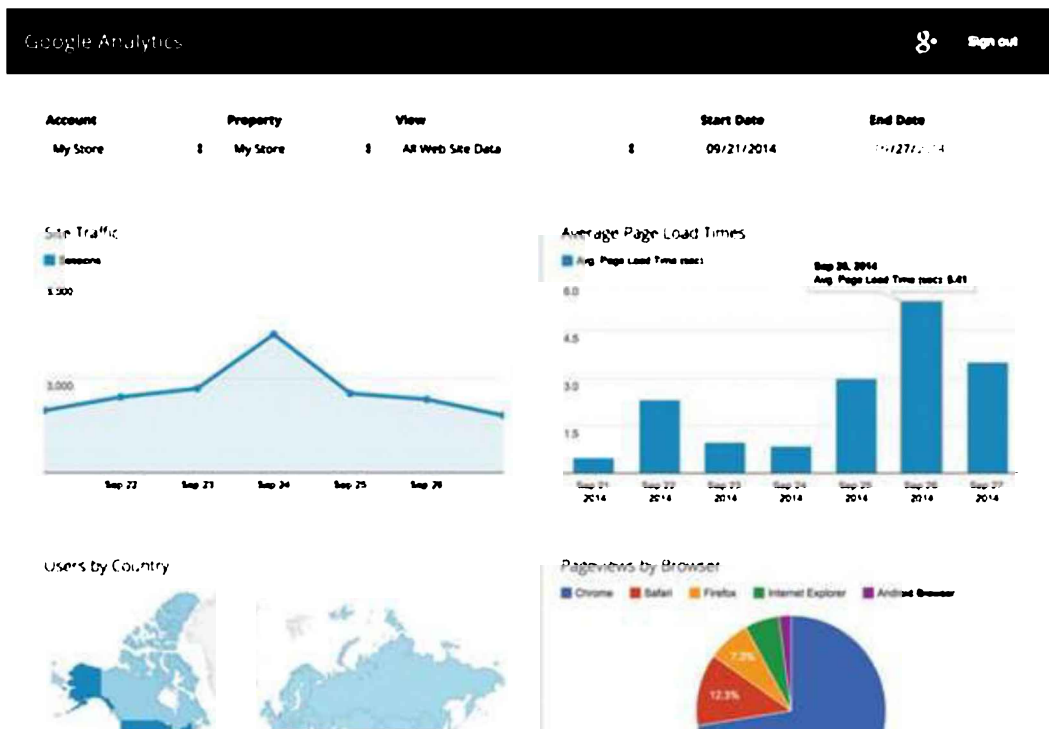 Google Analytics
g+ Sign out
Account Property View Start Date End Date
My Store My Store All Web Site Data 09/21/2014
Site Traffic
Sessions
3,000
Sep 22 Sep 23 Sep 24 Sep 25 Sep 26
Average Page Load Times
Avg. Page Load Time (sec)
Sep 26, 2014
Avg. Page Load Time (sec):
6.0
4.5
3.0
1.5
Sep 21 Sep 22 Sep 23 Sep 24 Sep 25 Sep 26 Sep 27
2014 2014 2014 2014 2014 2014 2014
Users by Country
Pageviews by Browser
Chrome Safari Firefox Internet Explorer Android Browser
7.3%
12.3%